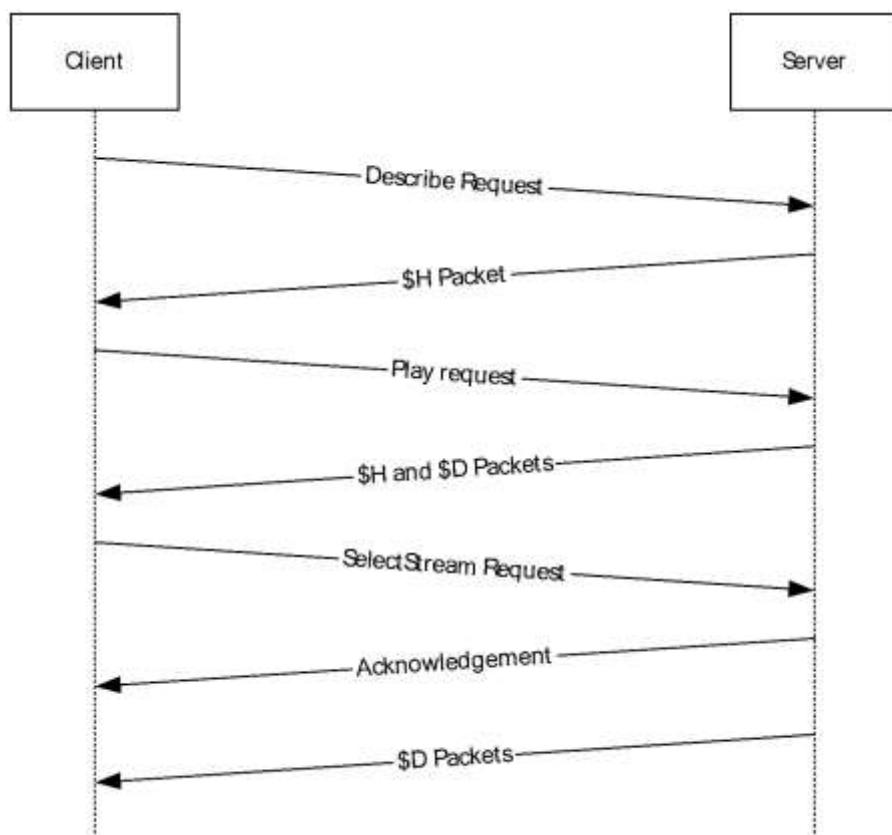 Client
Server
Describe Request
$H Packet
Play request
$H and $D Packets
SelectStream Request
Acknowledgement
$D Packets